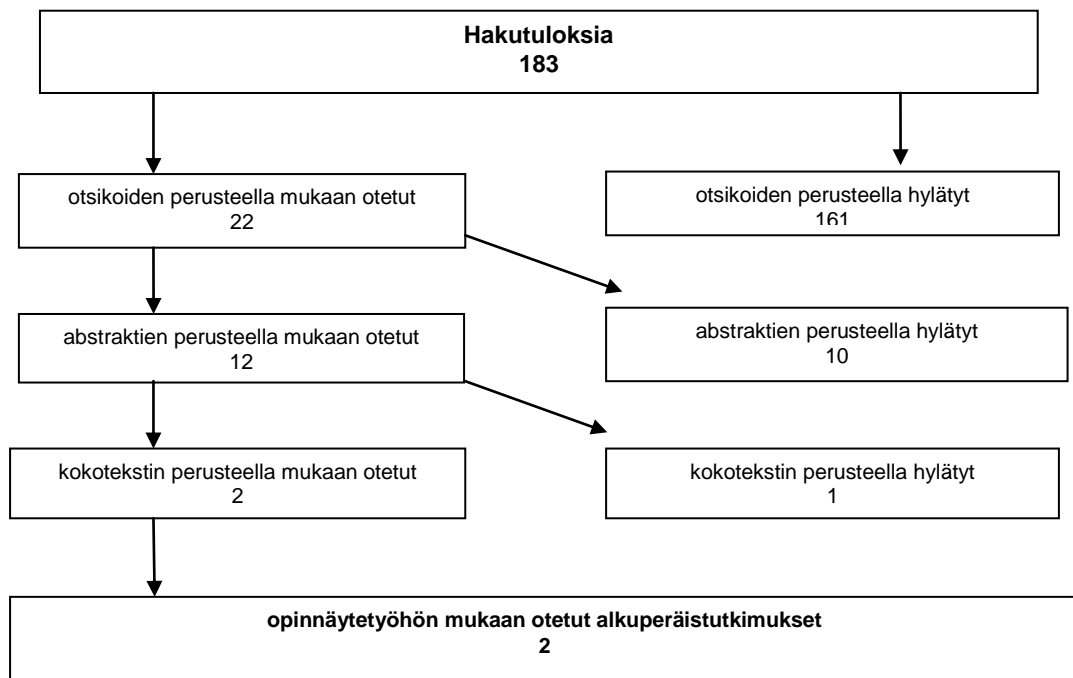 Hakutuloksia
183
otsikoiden perusteella mukaan otetut
22
otsikoiden perusteella hylätyt
161
abstraktien perusteella mukaan otetut
12
abstraktien perusteella hylätyt
10
kokotekstin perusteella mukaan otetut
2
kokotekstin perusteella hylätyt
1
opinnäytetyöhön mukaan otetut alkuperäistutkimukset
2